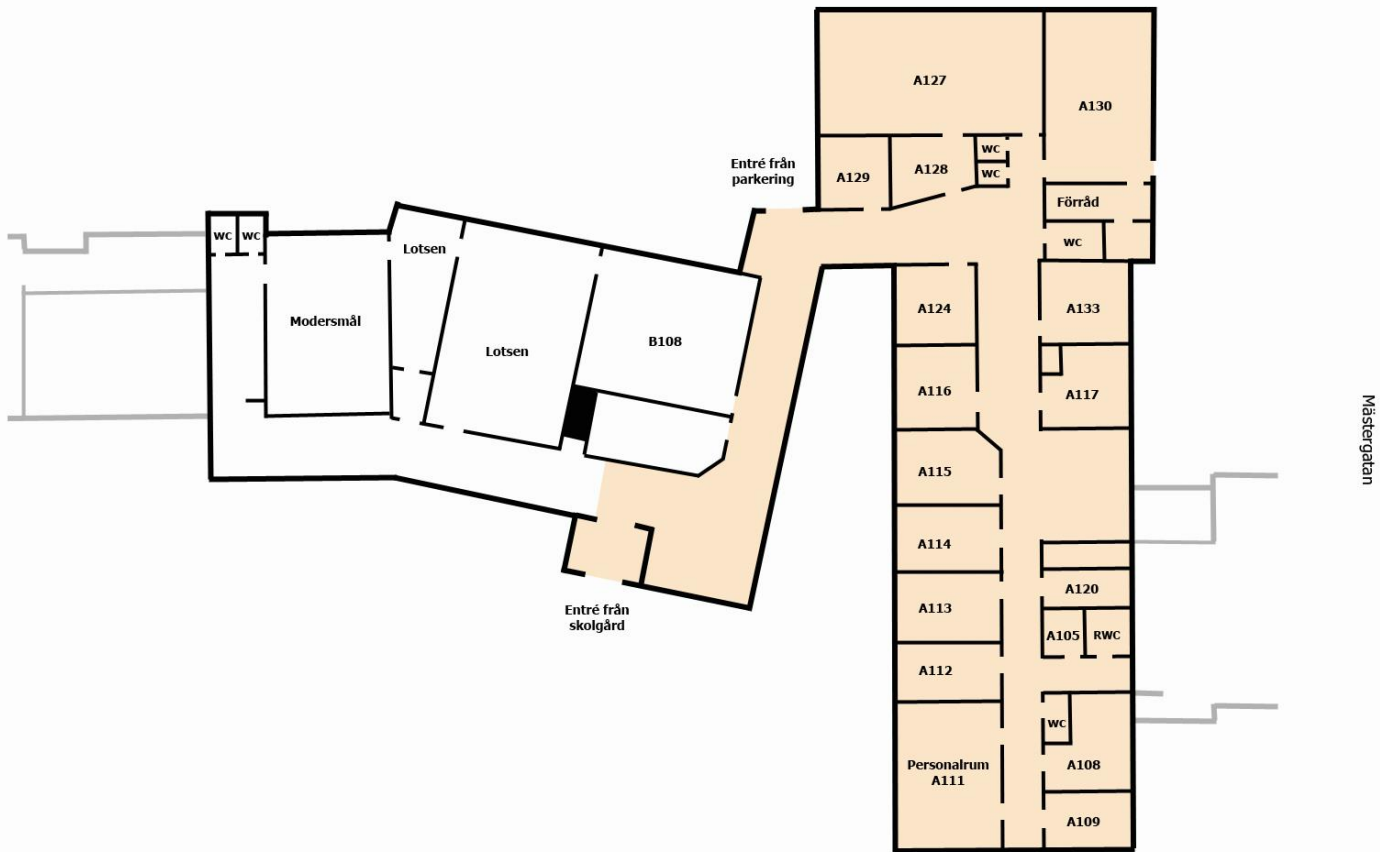 A127
A130
wc
Entré från
parkering
A129
A128
wc
Förråd
wc
wc
wc
Lotsen
A124
A133
Modersmål
Lotsen
B108
A116
A117
Mästergatan
A115
A114
A120
A113
Entré från
skolgård
A105
RWC
A112
wc
Personalrum
A111
A108
A109